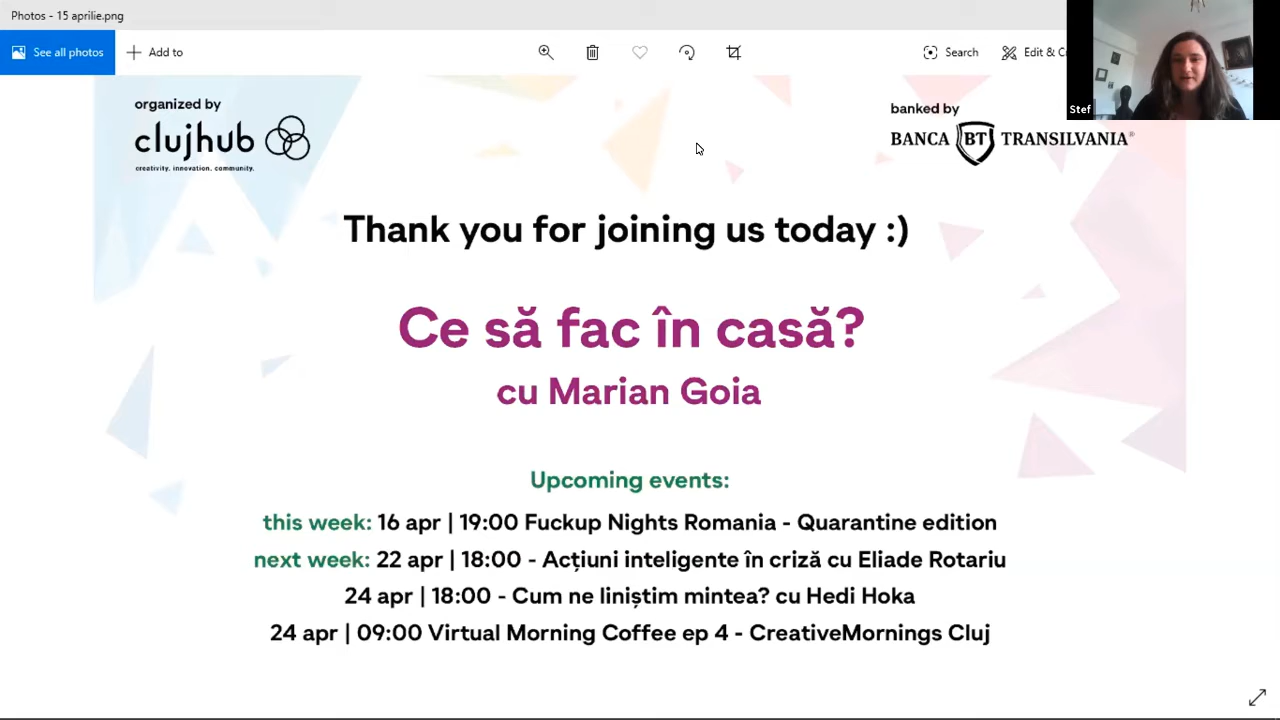 Photos - 15 aprilie.png
See all photos
Add to
Search
Edit & C
Stef
organized by
clujhub
creativity. innovation. community.
banked by
BANCA BT TRANSILVANIA®
Thank you for joining us today :)
Ce să fac în casă?
cu Marian Goia
Upcoming events:
this week: 16 apr | 19:00 Fuckup Nights Romania - Quarantine edition
next week: 22 apr | 18:00 - Acțiuni inteligente în criză cu Eliade Rotariu
24 apr | 18:00 - Cum ne liniștim mintea? cu Hedi Hoka
24 apr | 09:00 Virtual Morning Coffee ep 4 - CreativeMornings Cluj